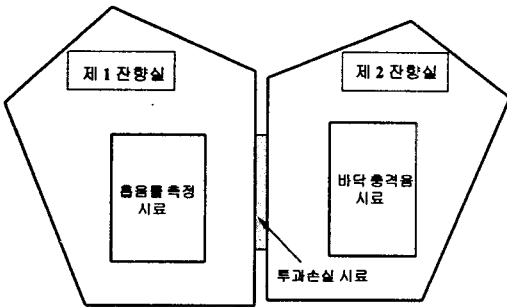 제 1 잔향실
제 2 잔향실
흡음률 측정
시료
바닥 충격음
시료
투과손실 시료